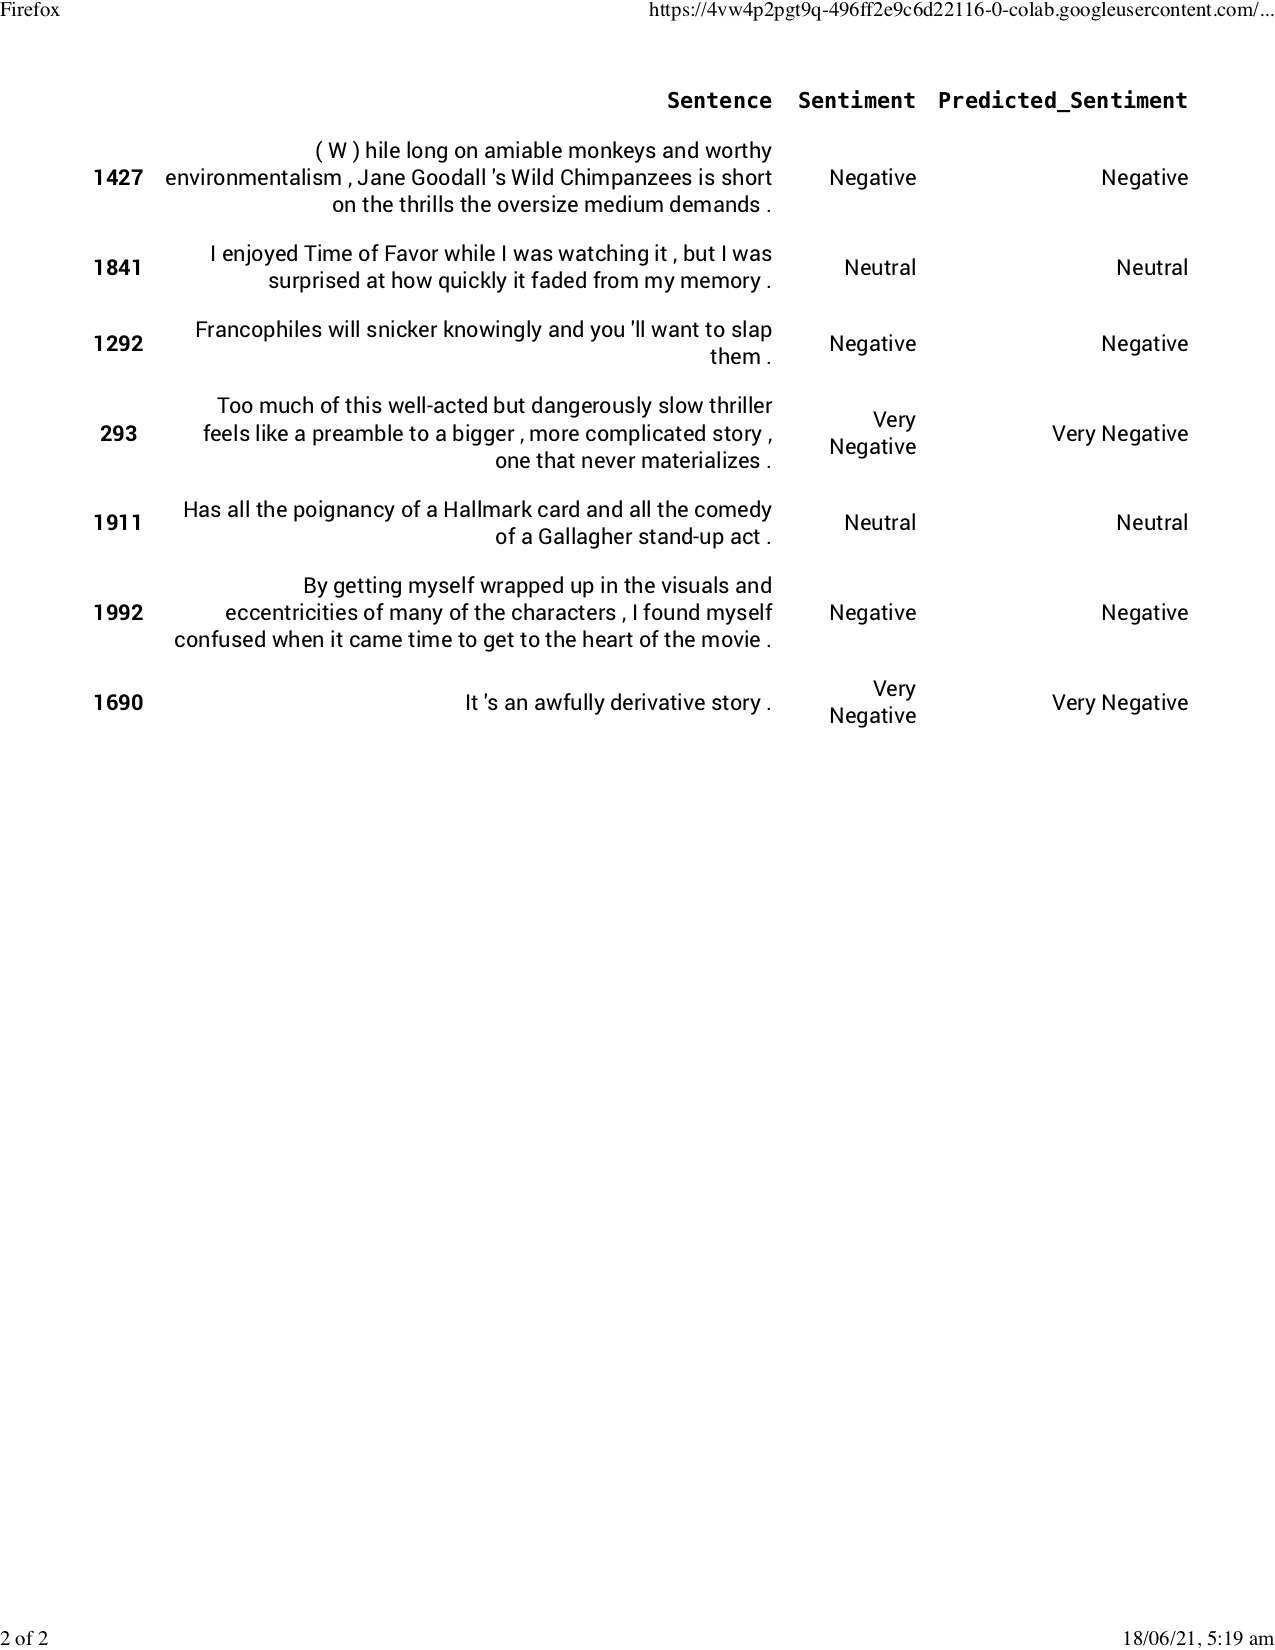 Firefox https://4vw4p2pgt9q-496ff2e9c6d22116-0-colab.googleusercontent.com/...
Sentence Sentiment Predicted_Sentiment
( W ) hile long on amiable monkeys and worthy
1427 environmentalism , Jane Goodall 's Wild Chimpanzees is short Negative Negative
on the thrills the oversize medium demands .
I enjoyed Time of Favor while I was watching it , but I was
1841 Neutral Neutral
surprised at how quickly it faded from my memory .
Francophiles will snicker knowingly and you 'll want to slap
1292 Negative Negative
them .
Too much of this well-acted but dangerously slow thriller
Very
293 feels like a preamble to a bigger , more complicated story , Very Negative
Negative
one that never materializes .
Has all the poignancy of a Hallmark card and all the comedy
1911 Neutral Neutral
of a Gallagher stand-up act .
By getting myself wrapped up in the visuals and
1992 eccentricities of many of the characters , I found myself Negative Negative
confused when it came time to get to the heart of the movie .
Very
1690 It 's an awfully derivative story . Very Negative
Negative
2 of 2 18/06/21, 5:19 am